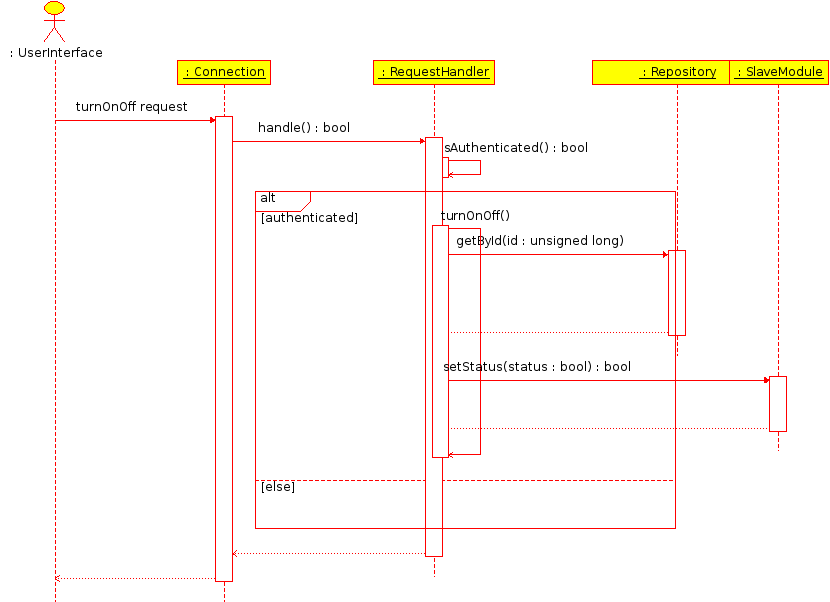 : UserInterface
: Connection
: RequestHandler
: Repository
: SlaveModule
turnOnOff request
handle() : bool
sAuthenticated() : bool
alt
[authenticated]
turnOnOff()
getById(id : unsigned long)
setStatus(status : bool) : bool
[else]